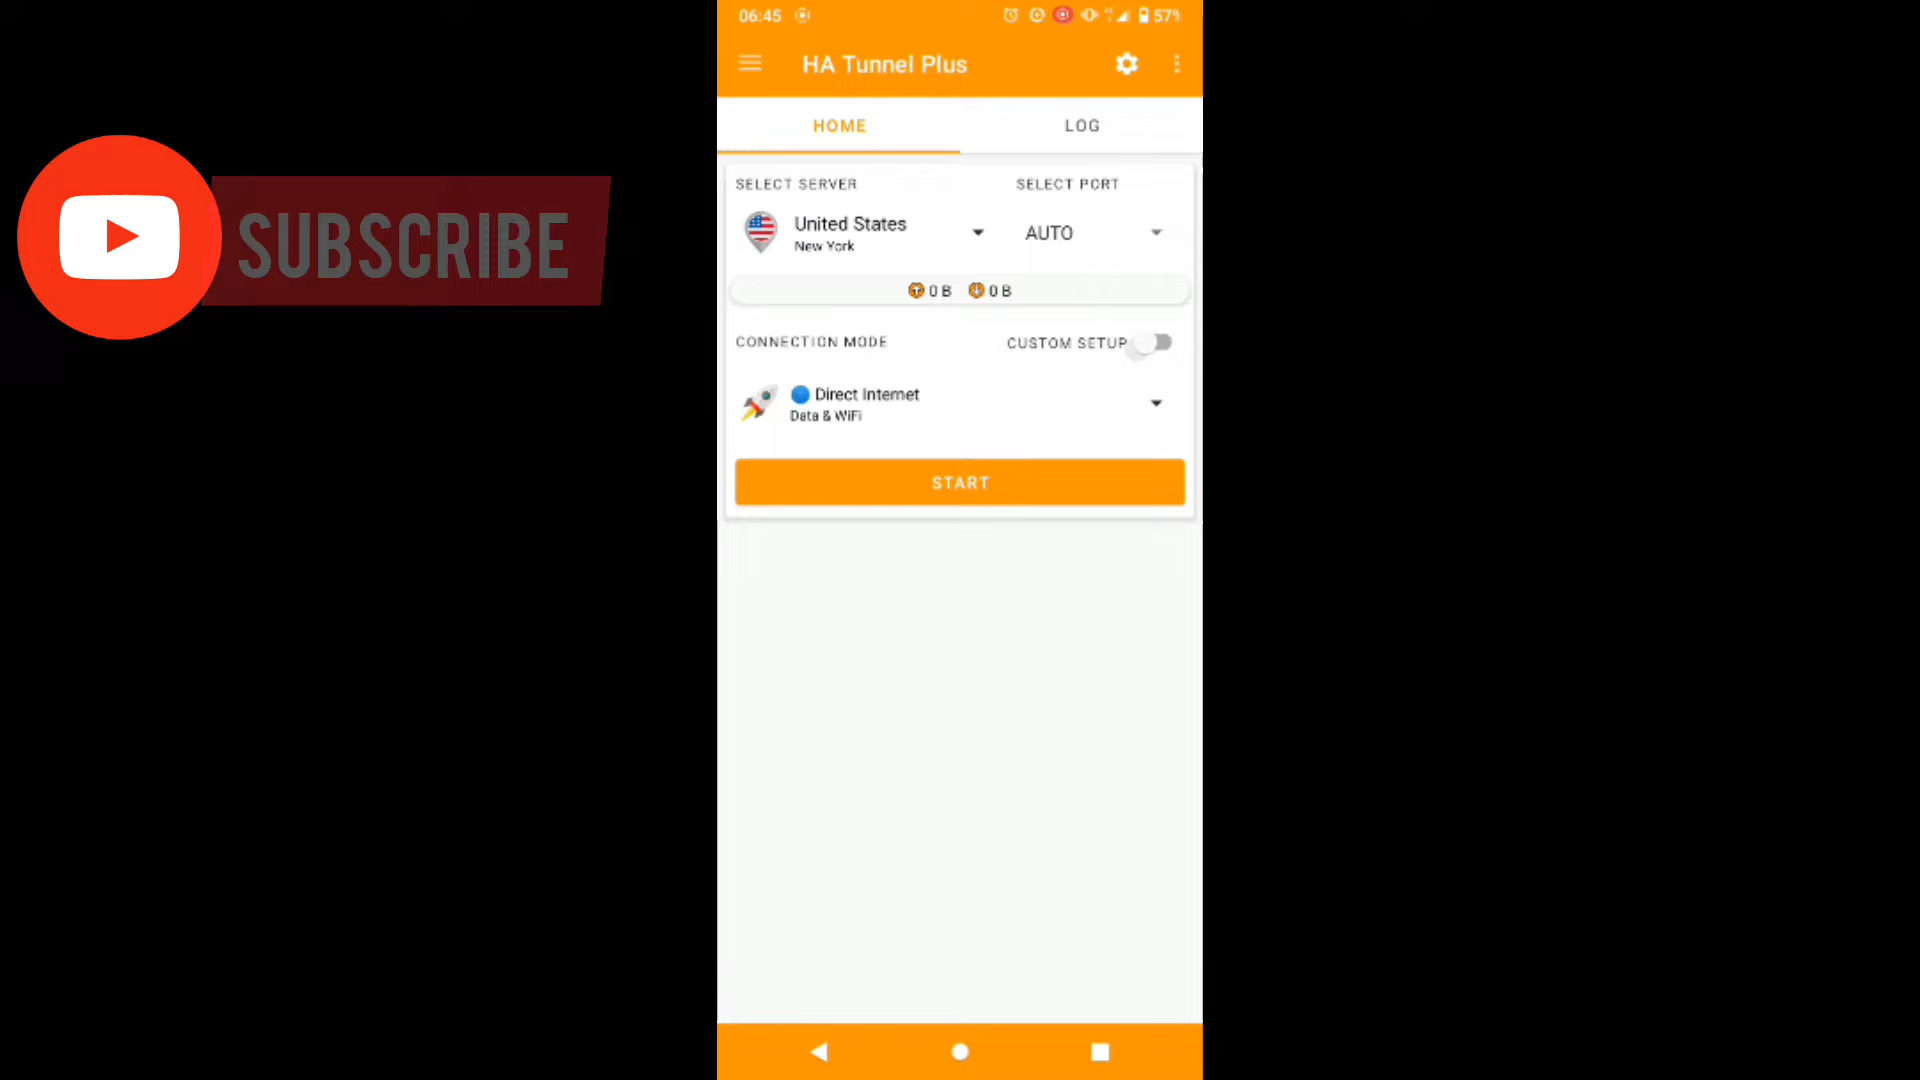 06:45
57%
HA Tunnel Plus
HOME
LOG
SUBSCRIBE
SELECT SERVER
SELECT PORT
United States
New York
AUTO
0 B
0 B
CONNECTION MODE
CUSTOM SETUP
Direct Internet
Data & WiFi
START